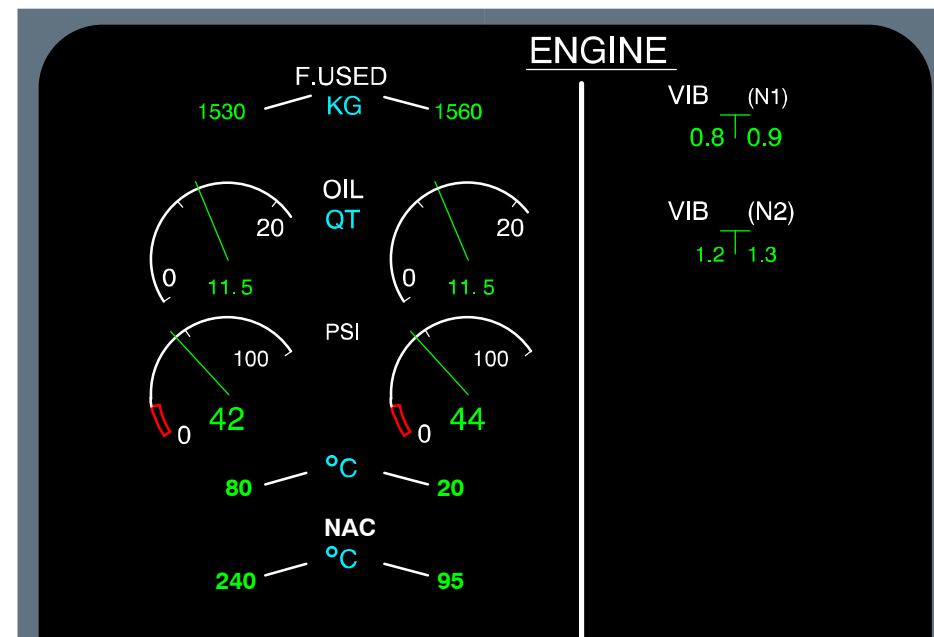 ENGINE
F.USED
1530 KG 1560
VIB (N1)
0.8 0.9
OIL
QT
0 20 11.5
0 20 11.5
VIB (N2)
1.2 1.3
PSI
0 100 42
0 100 44
80 °C 20
NAC
240 °C 95